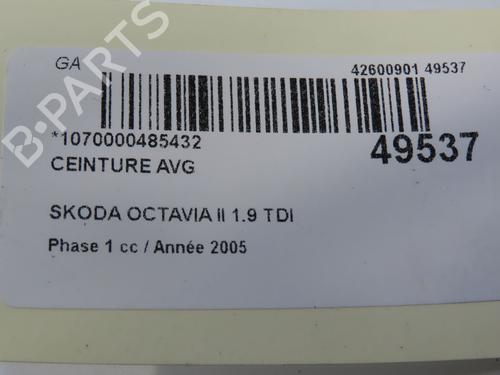 GA
42600901 49537
*1070000485432
49537
CEINTURE AVG
SKODA OCTAVIA II 1.9 TDI
Phase 1 cc / Année 2005
B-PARTS